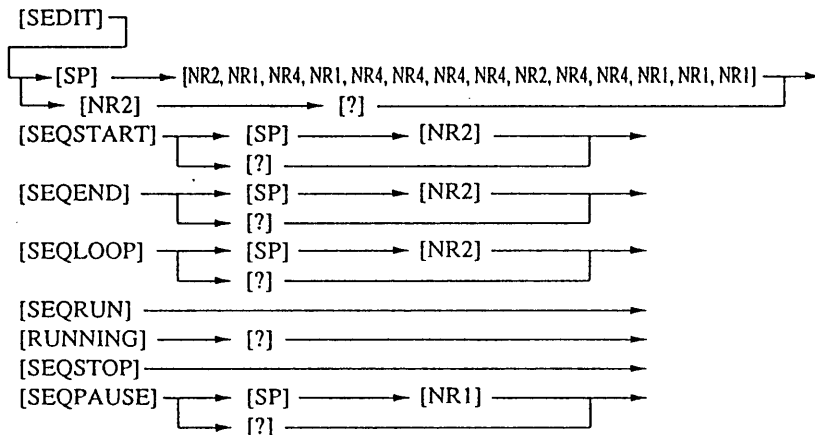 [SEDIT]
[SP] [NR2, NR1, NR4, NR1, NR4, NR4, NR4, NR4, NR2, NR4, NR4, NR1, NR1, NR1]
[NR2] [?]
[SEQSTART] [SP] [NR2]
[?]
[SEQEND] [SP] [NR2]
[?]
[SEQLOOP] [SP] [NR2]
[?]
[SEQRUN]
[RUNNING] [?]
[SEQSTOP]
[SEQPAUSE] [SP] [NR1]
[?]